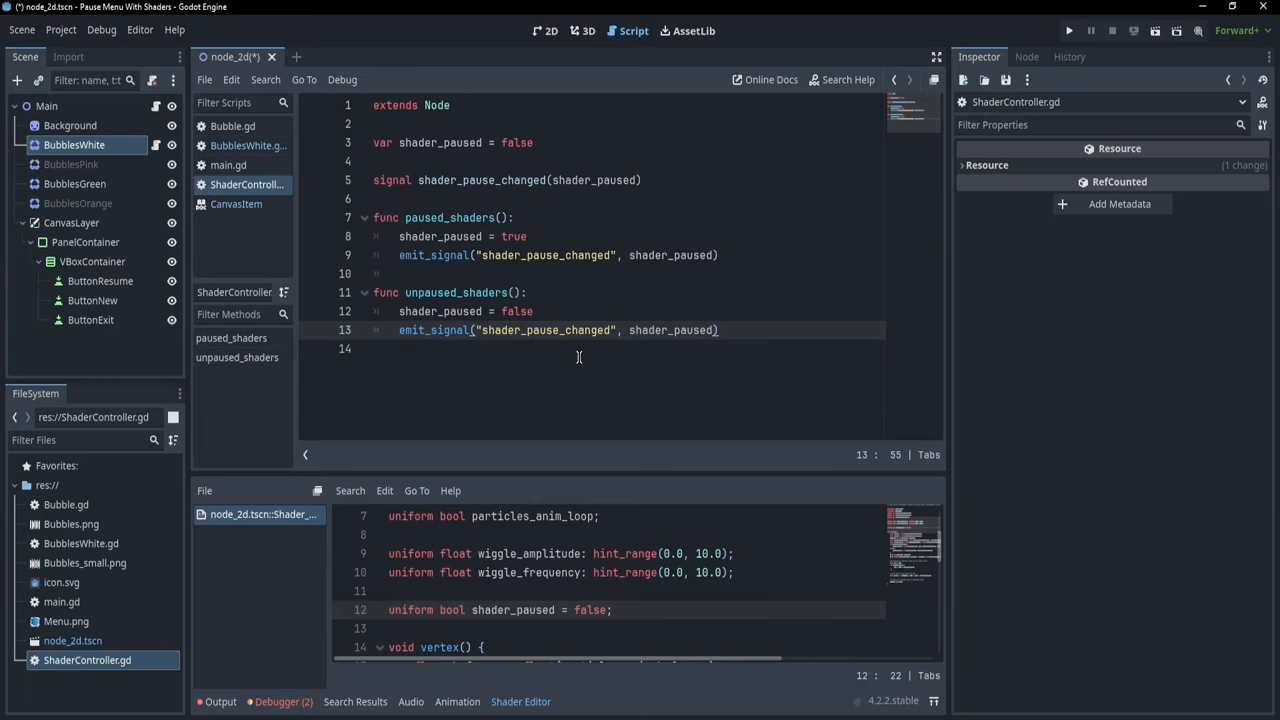 (*) node_2d.tscn - Pause Menu With Shaders - Godot Engine
Scene Project Debug Editor Help
2D 3D Script AssetLib
Forward+
Scene Import
Filter: name, t:t
Main
Background
BubblesWhite
BubblesPink
BubblesGreen
BubblesOrange
CanvasLayer
PanelContainer
VBoxContainer
ButtonResume
ButtonNew
ButtonExit
FileSystem
res://ShaderController.gd
Filter Files
Favorites:
res://
Bubble.gd
Bubbles.png
BubblesWhite.gd
Bubbles_small.png
icon.svg
main.gd
Menu.png
node_2d.tscn
ShaderController.gd
node_2d(*)
File Edit Search Go To Debug
Online Docs Search Help
Filter Scripts
Bubble.gd
BubblesWhite.g...
main.gd
ShaderControll...
CanvasItem
ShaderController
Filter Methods
paused_shaders
unpaused_shaders
1 extends Node
2
3 var shader_paused = false
4
5 signal shader_pause_changed(shader_paused)
6
7 func paused_shaders():
8 shader_paused = true
9 emit_signal("shader_pause_changed", shader_paused)
10
11 func unpaused_shaders():
12 shader_paused = false
13 emit_signal("shader_pause_changed", shader_paused)
14
13 : 55 | Tabs
File
node_2d.tscn::Shader_...
Search Edit Go To Help
7 uniform bool particles_anim_loop;
8
9 uniform float wiggle_amplitude: hint_range(0.0, 10.0);
10 uniform float wiggle_frequency: hint_range(0.0, 10.0);
11
12 uniform bool shader_paused = false;
13
14 void vertex() {
12 : 22 | Tabs
Output Debugger (2) Search Results Audio Animation Shader Editor
4.2.2.stable
Inspector Node History
ShaderController.gd
Filter Properties
Resource
Resource (1 change)
RefCounted
Add Metadata